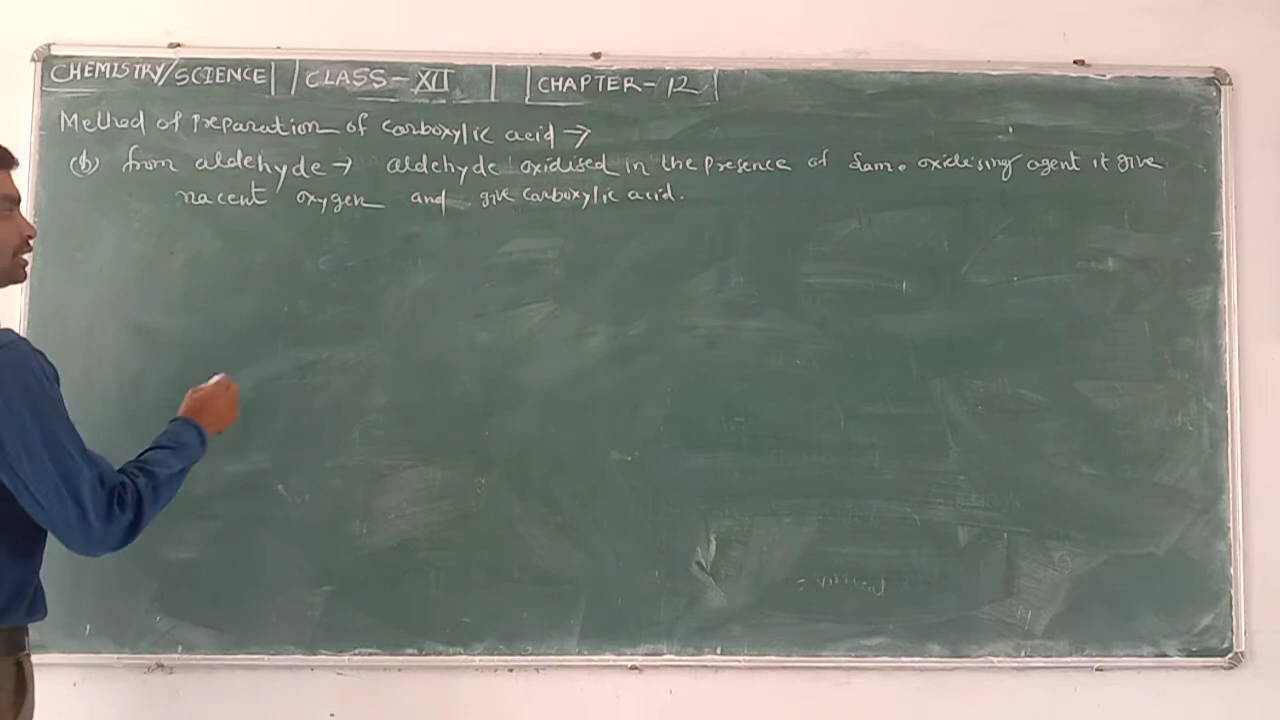 CHEMISTRY/SCIENCE | | CLASS-XII | | CHAPTER-12 |
Method of Preparation of carboxylic acid →
(b) from aldehyde → aldehyde oxidised in the presence of Some oxidising agent it give
nacent oxygen and give carboxylic acid.